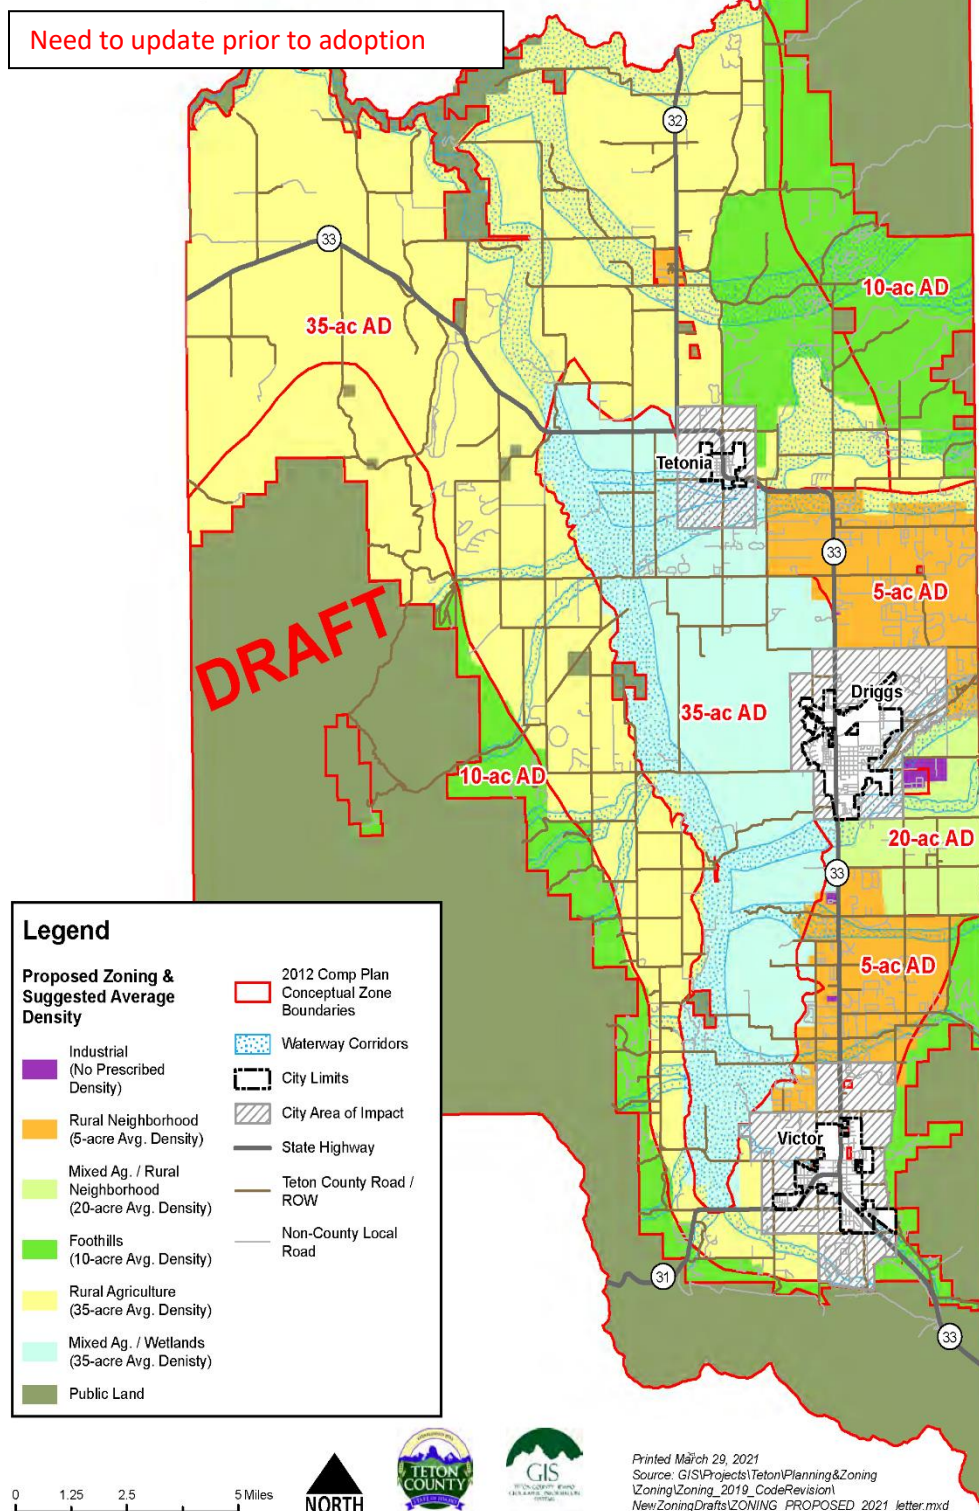 Need to update prior to adoption
32
33
10-ac AD
35-ac AD
Tetonia
33
5-ac AD
DRAFT
Driggs
35-ac AD
10-ac AD
20-ac AD
33
5-ac AD
Victor
31
33
Legend
Proposed Zoning &
Suggested Average
Density
Industrial
(No Prescribed
Density)
Rural Neighborhood
(5-acre Avg. Density)
Mixed Ag. / Rural
Neighborhood
(20-acre Avg. Density)
Foothills
(10-acre Avg. Density)
Rural Agriculture
(35-acre Avg. Density)
Mixed Ag. / Wetlands
(35-acre Avg. Denisty)
Public Land
2012 Comp Plan
Conceptual Zone
Boundaries
Waterway Corridors
City Limits
City Area of Impact
State Highway
Teton County Road /
ROW
Non-County Local
Road
0 1.25 2.5 5 Miles
NORTH
TETON
COUNTY
GIS
TETON COUNTY IDAHO
Printed March 29, 2021
Source: GIS\Projects\Teton\Planning&Zoning
\Zoning\Zoning_2019_CodeRevision\
NewZoningDrafts\ZONING_PROPOSED_2021_letter.mxd